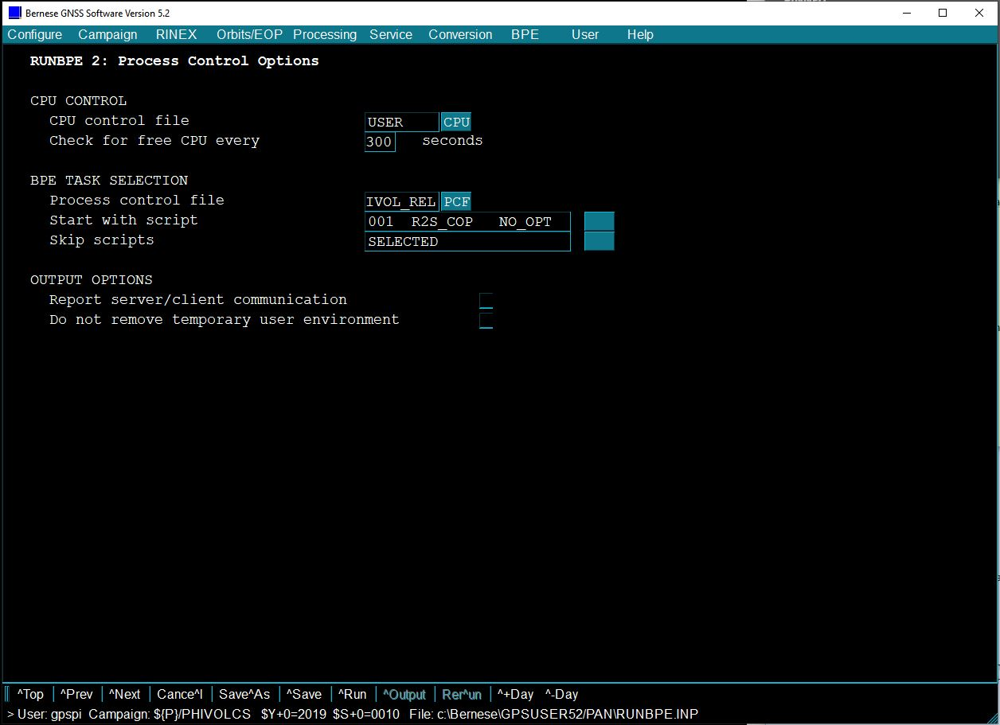 Bernese GNSS Software Version 5.2
Configure Campaign RINEX Orbits/EOP Processing Service Conversion BPE User Help
RUNBPE 2: Process Control Options
CPU CONTROL
CPU control file USER CPU
Check for free CPU every 300 seconds
BPE TASK SELECTION
Process control file IVOL_REL PCF
Start with script 001 R2S_COP NO_OPT
Skip scripts SELECTED
OUTPUT OPTIONS
Report server/client communication
Do not remove temporary user environment
^Top ^Prev ^Next Cance^l Save^As ^Save ^Run ^Output Rer^un ^+Day ^-Day
> User: gpspi Campaign: ${P}/PHIVOLCS $Y+0=2019 $S+0=0010 File: c:\Bernese\GPSUSER52/PAN\RUNBPE.INP